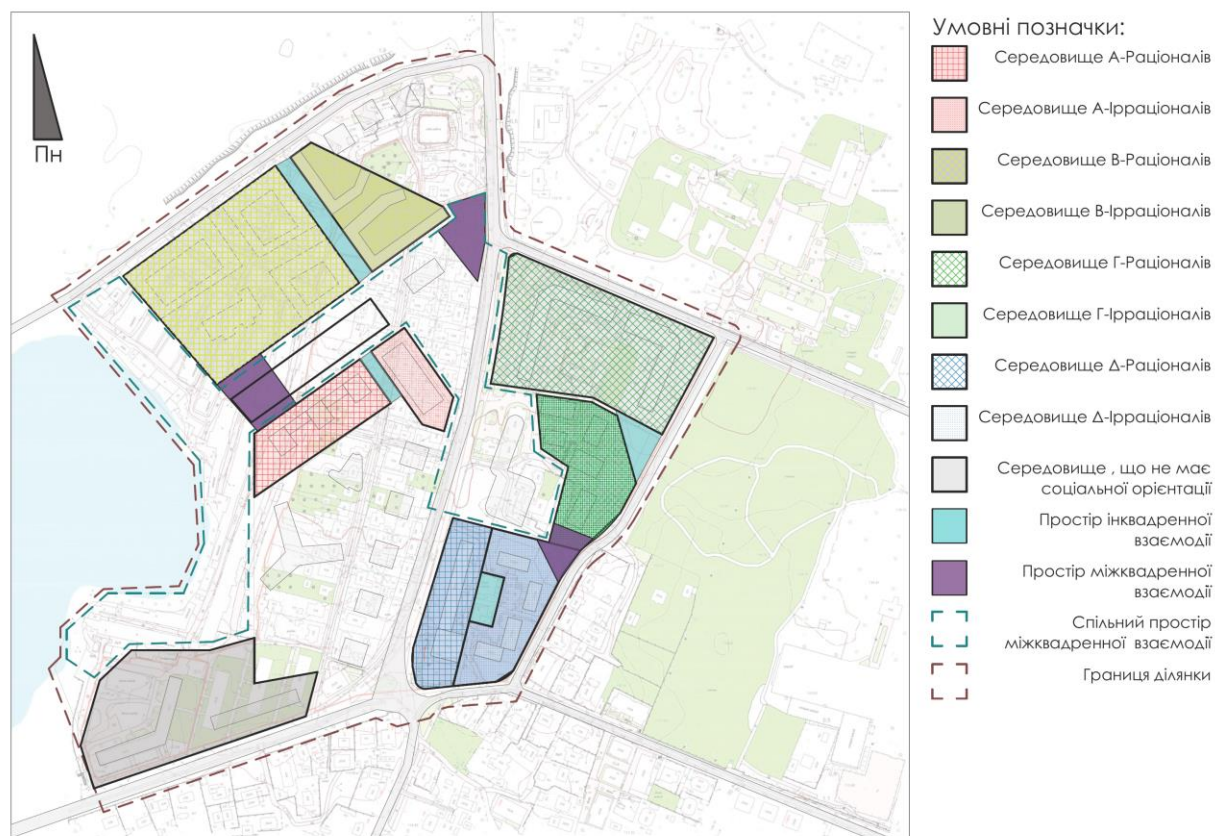 Пн
Умовні позначки:
Середовище А-Раціоналів
Середовище А-Ірраціоналів
Середовище В-Раціоналів
Середовище В-Ірраціоналів
Середовище Г-Раціоналів
Середовище Г-Ірраціоналів
Середовище Δ-Раціоналів
Середовище Δ-Ірраціоналів
Середовище , що не має
соціальної орієнтації
Простір інквадренної
взаємодії
Простір міжквадренної
взаємодії
Спільний простір
міжквадренної взаємодії
Границя ділянки